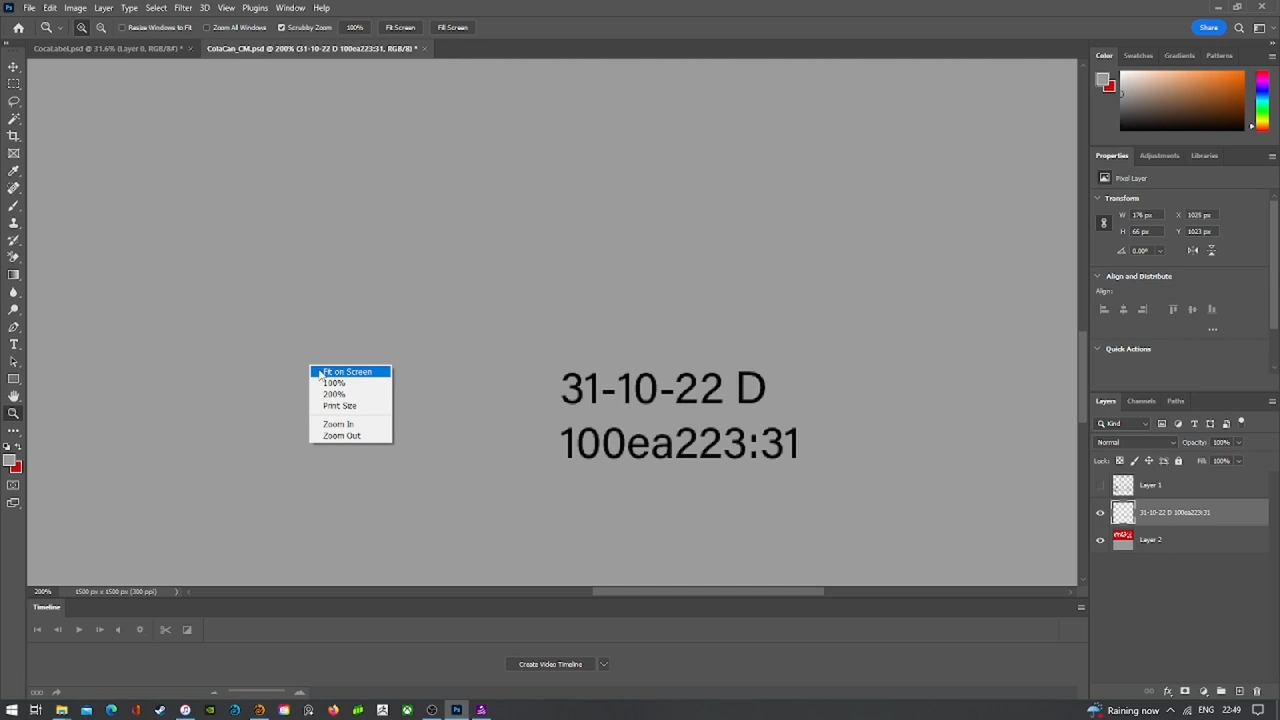 File Edit Image Layer Type Select Filter 3D View Plugins Window Help
Resize Windows to Fit Zoom All Windows Scrubby Zoom 100% Fit Screen Fill Screen Share
CocaLabel.psd @ 31.6% (Layer 0, RGB/8#) * ColaCan_CM.psd @ 200% (31-10-22 D 100ea223:31, RGB/8) *
Color Swatches Gradients Patterns
Properties Adjustments Libraries
Pixel Layer
Transform
W 176 px X 1025 px
H 66 px Y 1023 px
0.00°
Align and Distribute
Align:
Quick Actions
Fit on Screen
100%
200%
Print Size
Zoom In
Zoom Out
31-10-22 D
100ea223:31
Layers Channels Paths
Kind
Normal Opacity: 100%
Lock: Fill: 100%
Layer 1
31-10-22 D 100ea223:31
Layer 2
200% 1500 px x 1500 px (300 ppi)
Timeline
Create Video Timeline
Raining now ENG 22:49